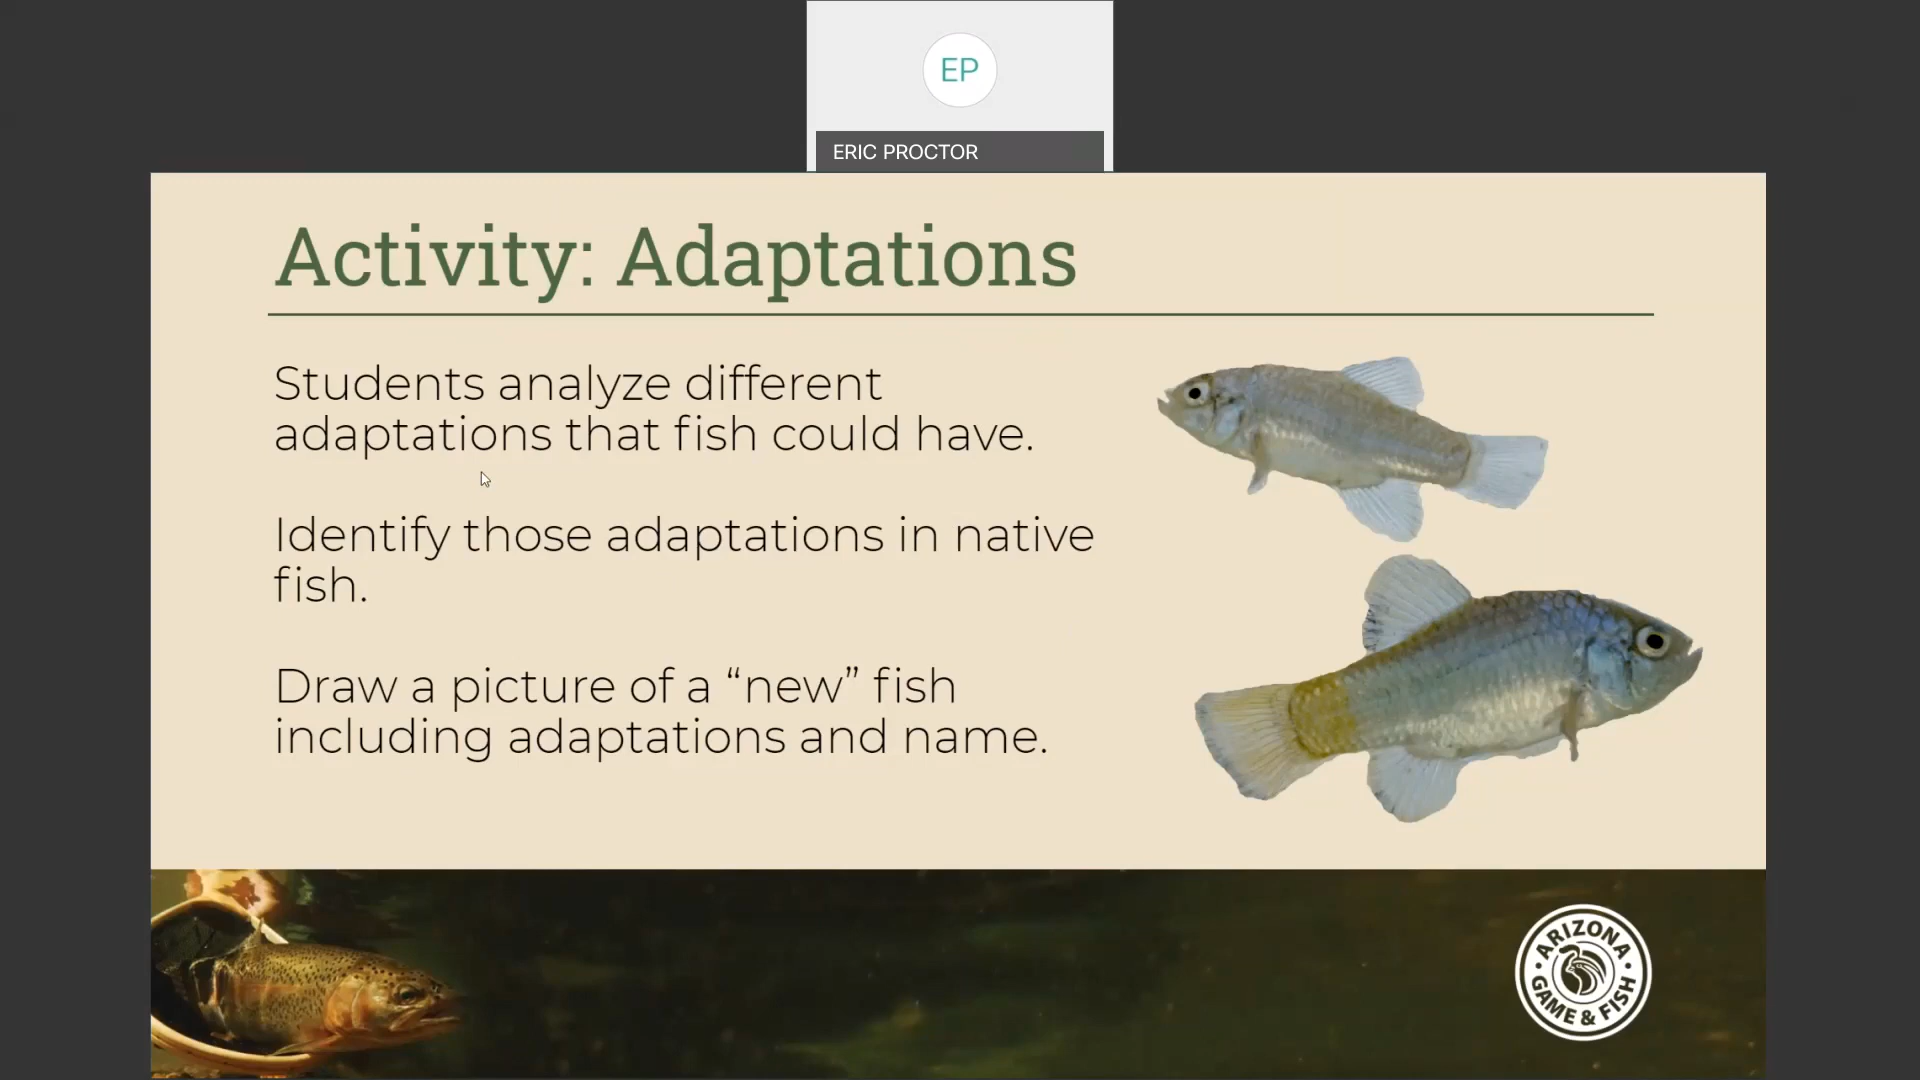 EP
ERIC PROCTOR
Activity: Adaptations
Students analyze different
adaptations that fish could have.
Identify those adaptations in native
fish.
Draw a picture of a “new” fish
including adaptations and name.
ARIZONA
GAME & FISH